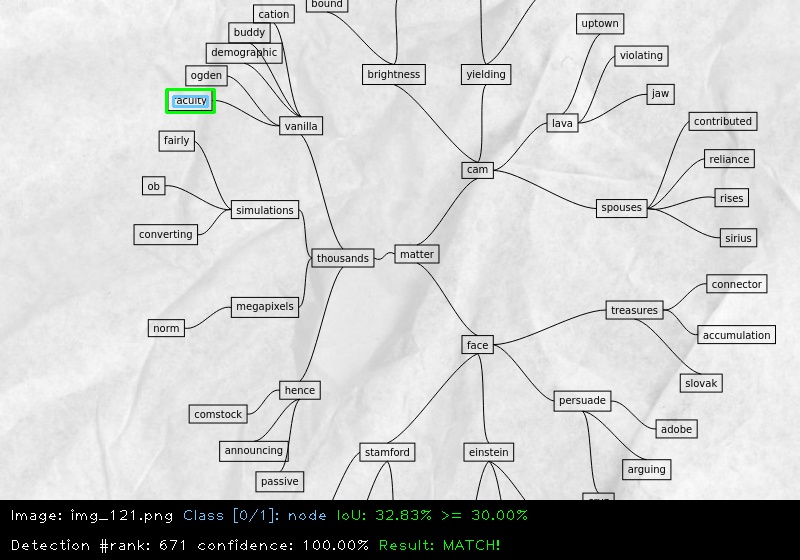 bound
cation
uptown
buddy
demographic
violating
brightness
yielding
ogden
jaw
acuity
vanilla
lava
contributed
fairly
reliance
cam
ob
rises
simulations
spouses
converting
sirius
thousands
matter
connector
megapixels
treasures
norm
accumulation
face
slovak
hence
persuade
comstock
adobe
announcing
stamford
einstein
arguing
passive
Image: img_121.png Class [0/1]: node IoU: 32.83% >= 30.00%
Detection #rank: 671 confidence: 100.00% Result: MATCH!